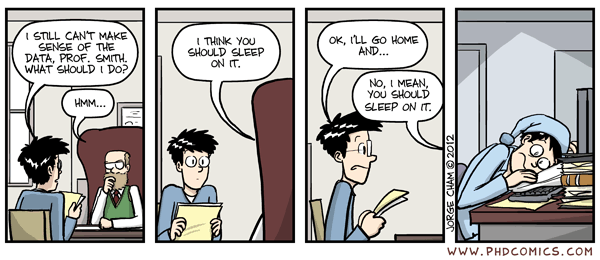 I STILL CAN'T MAKE
SENSE OF THE
DATA, PROF. SMITH.
WHAT SHOULD I DO?
HMM...
I THINK YOU
SHOULD SLEEP
ON IT.
OK, I'LL GO HOME
AND...
NO, I MEAN,
YOU SHOULD
SLEEP ON IT.
JORGE CHAM © 2012
WWW.PHDCOMICS.COM